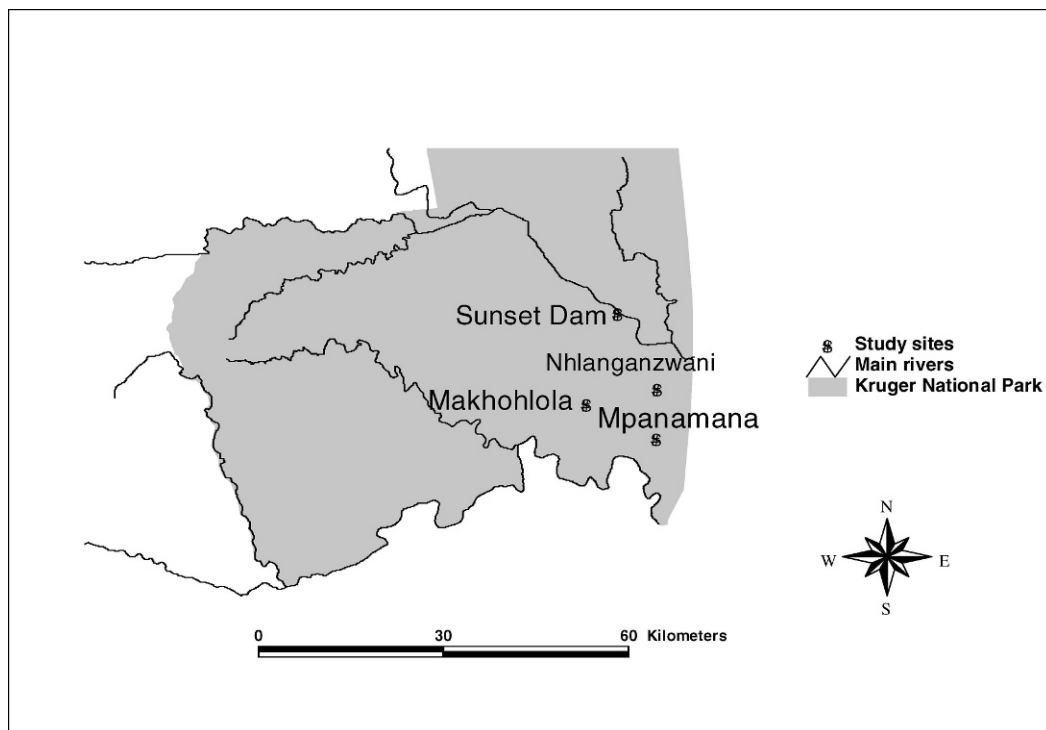 Sunset Dam
Nhlanganzwani
Makhohlola
Mpanamana
Study sites
Main rivers
Kruger National Park
N
W E
S
0 30 60 Kilometers